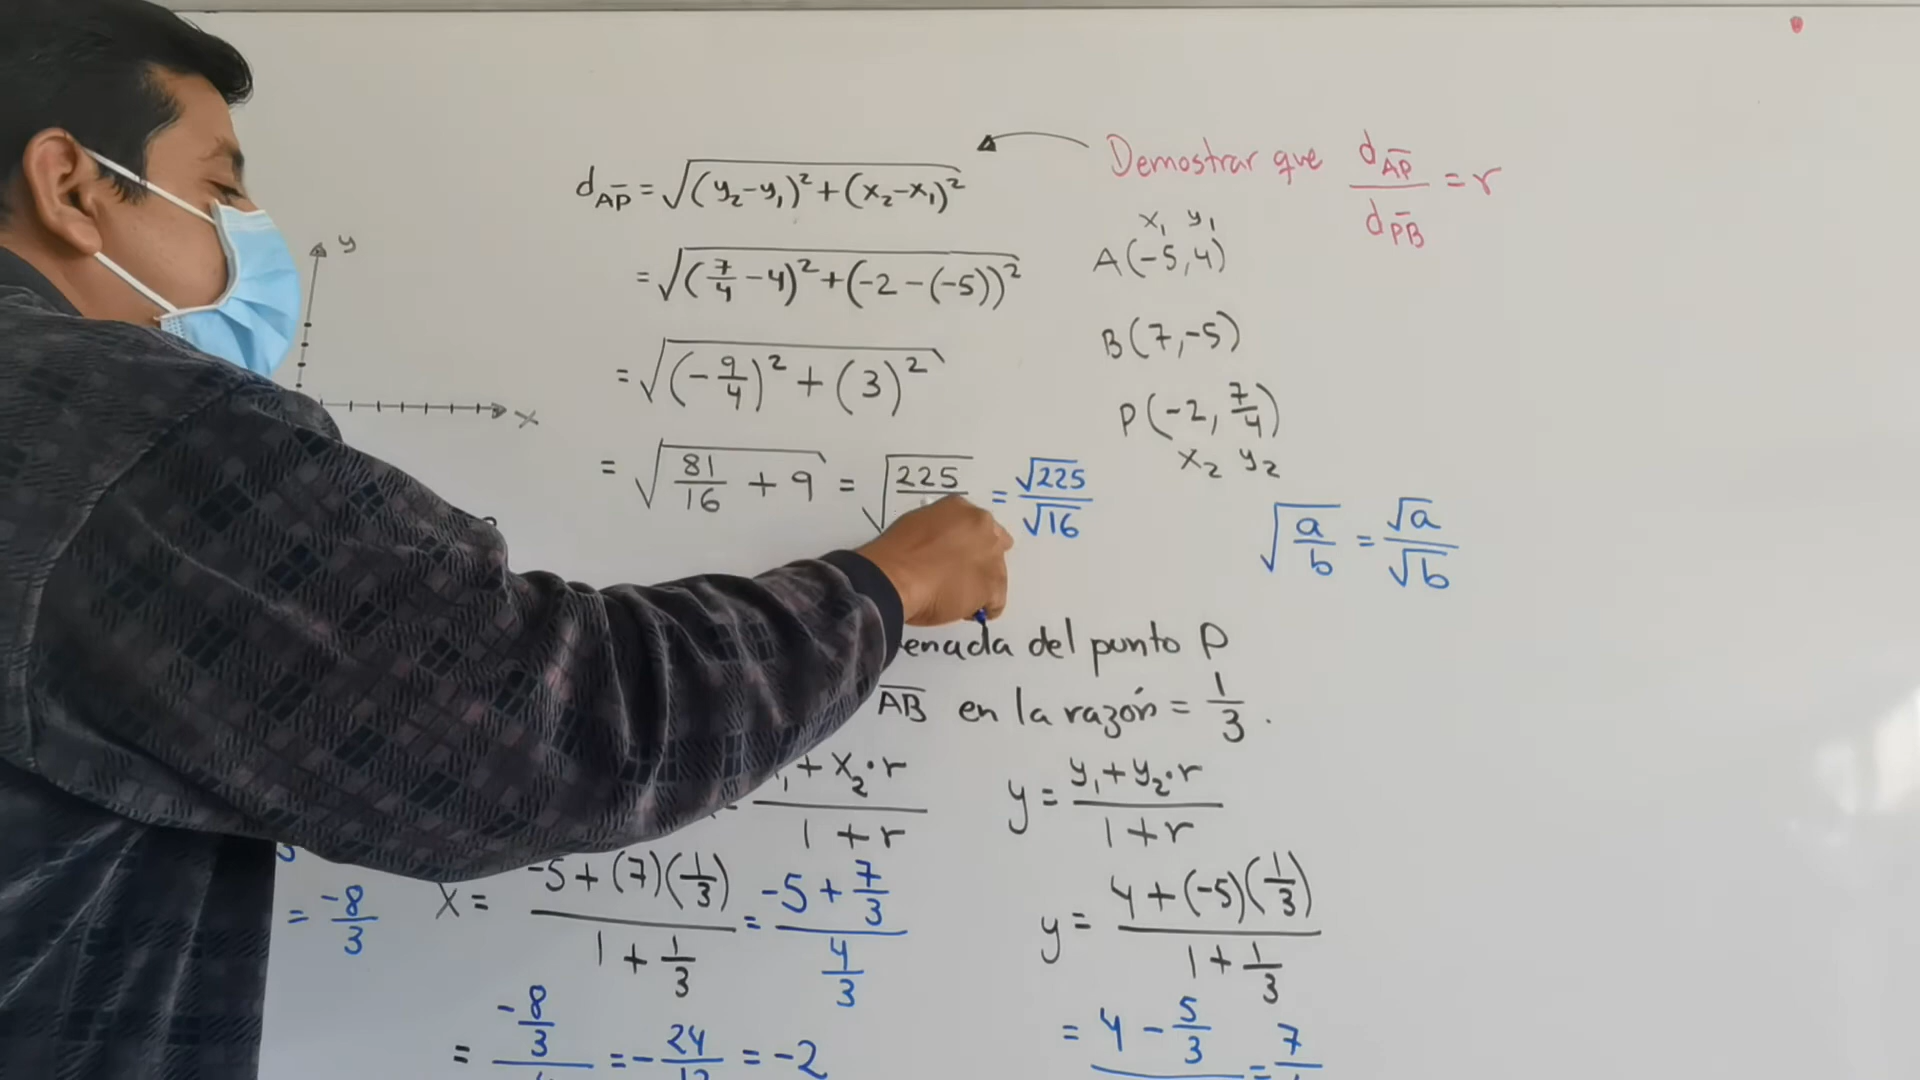 Demostrar que d_AP̅ / d_PB̅ = r
d_AP̅ = √((y₂-y₁)² + (x₂-x₁)²)
= √((7/4 - 4)² + (-2-(-5))²)
= √((-9/4)² + (3)²)
= √(81/16 + 9) = √(225 = √225/√16
x₁ y₁
A(-5,4)
B(7,-5)
P(-2, 7/4)
x₂ y₂
√(a/b) = √a/√b
y
x
enada del punto P
A̅B̅ en la razón = 1/3.
+ x₂·r / 1+r
y = y₁+y₂·r / 1+r
= -8/3
x = -5+(7)(1/3) / 1+1/3 = -5+7/3 / 4/3
y = 4+(-5)(1/3) / 1+1/3
= -8/3 = -24 = -2
= 4-5/3 = 7